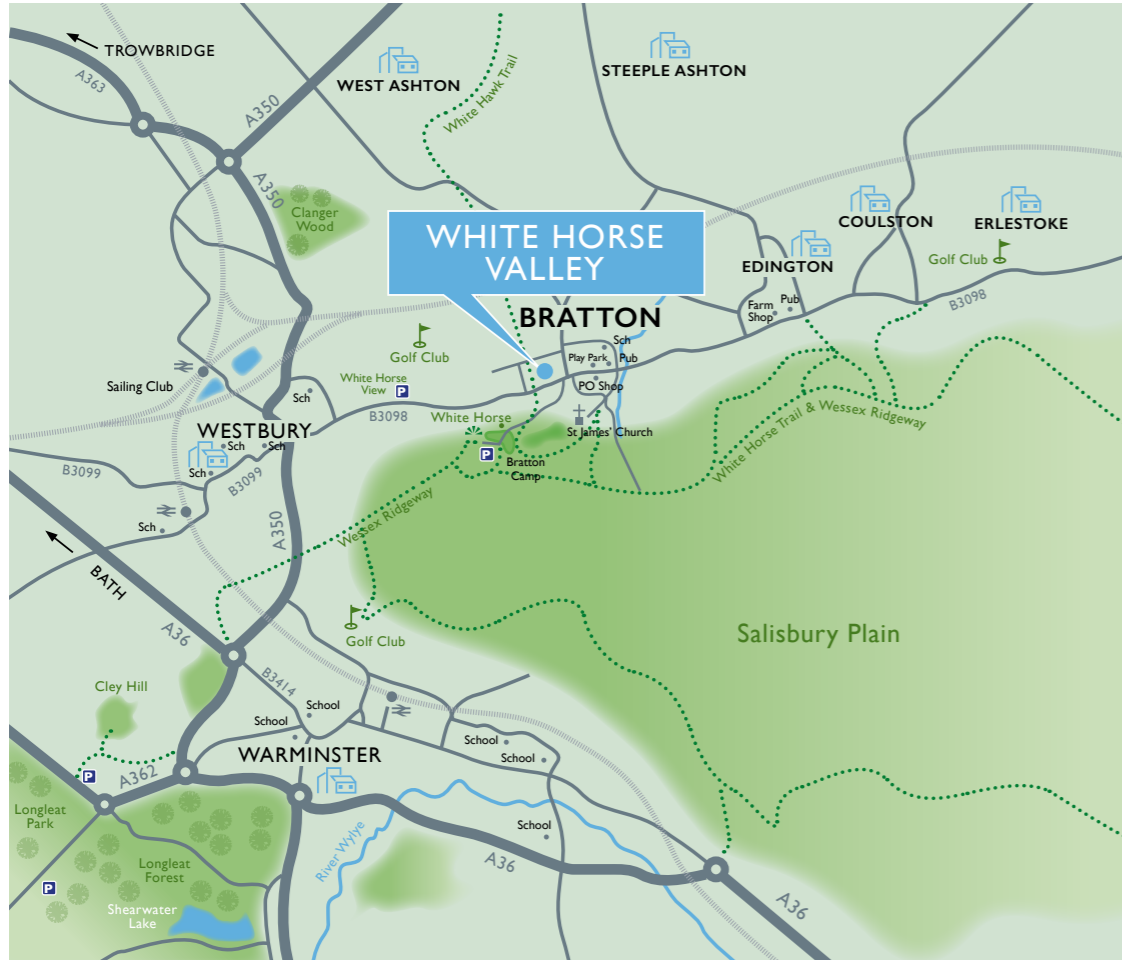 TROWBRIDGE
A363
A350
WEST ASHTON
White Hawk Trail
STEEPLE ASHTON
A350
Clanger
Wood
WHITE HORSE
VALLEY
COULSTON
ERLESTOKE
Golf Club
EDINGTON
B3098
Farm
Shop
Pub
BRATTON
Sch
Play Park
Pub
PO Shop
Golf Club
White Horse
View
P
B3098
Sailing Club
Sch
WESTBURY
Sch
Sch
Sch
B3099
B3099
Sch
White Horse
St James' Church
P
Bratton
Camp
White Horse Trail & Wessex Ridgeway
Wessex Ridgeway
A350
BATH
A36
Golf Club
Salisbury Plain
Cley Hill
B3414
School
School
WARMINSTER
School
School
School
A362
P
Longleat
Park
Longleat
Forest
P
Shearwater
Lake
River Wylye
A36
A36